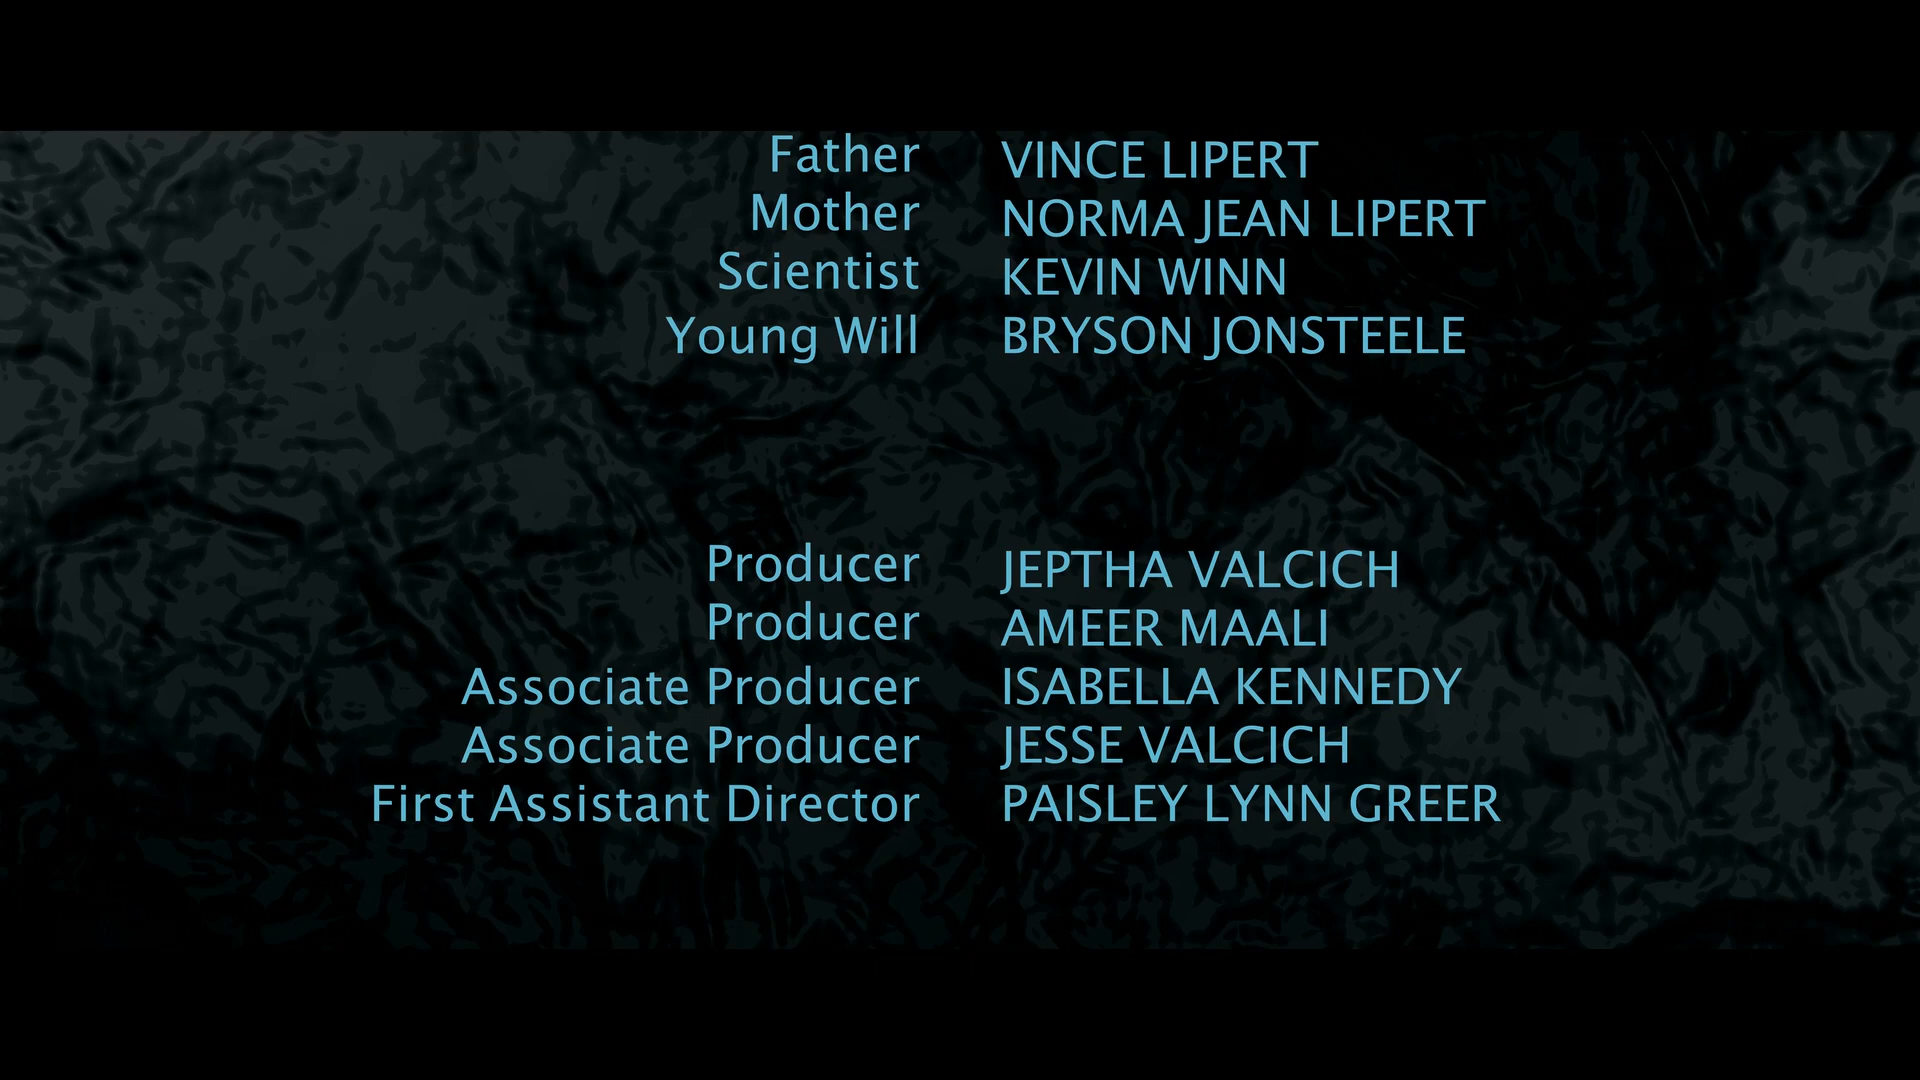 Father VINCE LIPERT
Mother NORMA JEAN LIPERT
Scientist KEVIN WINN
Young Will BRYSON JONSTEELE
Producer JEPTHA VALCICH
Producer AMEER MAALI
Associate Producer ISABELLA KENNEDY
Associate Producer JESSE VALCICH
First Assistant Director PAISLEY LYNN GREER